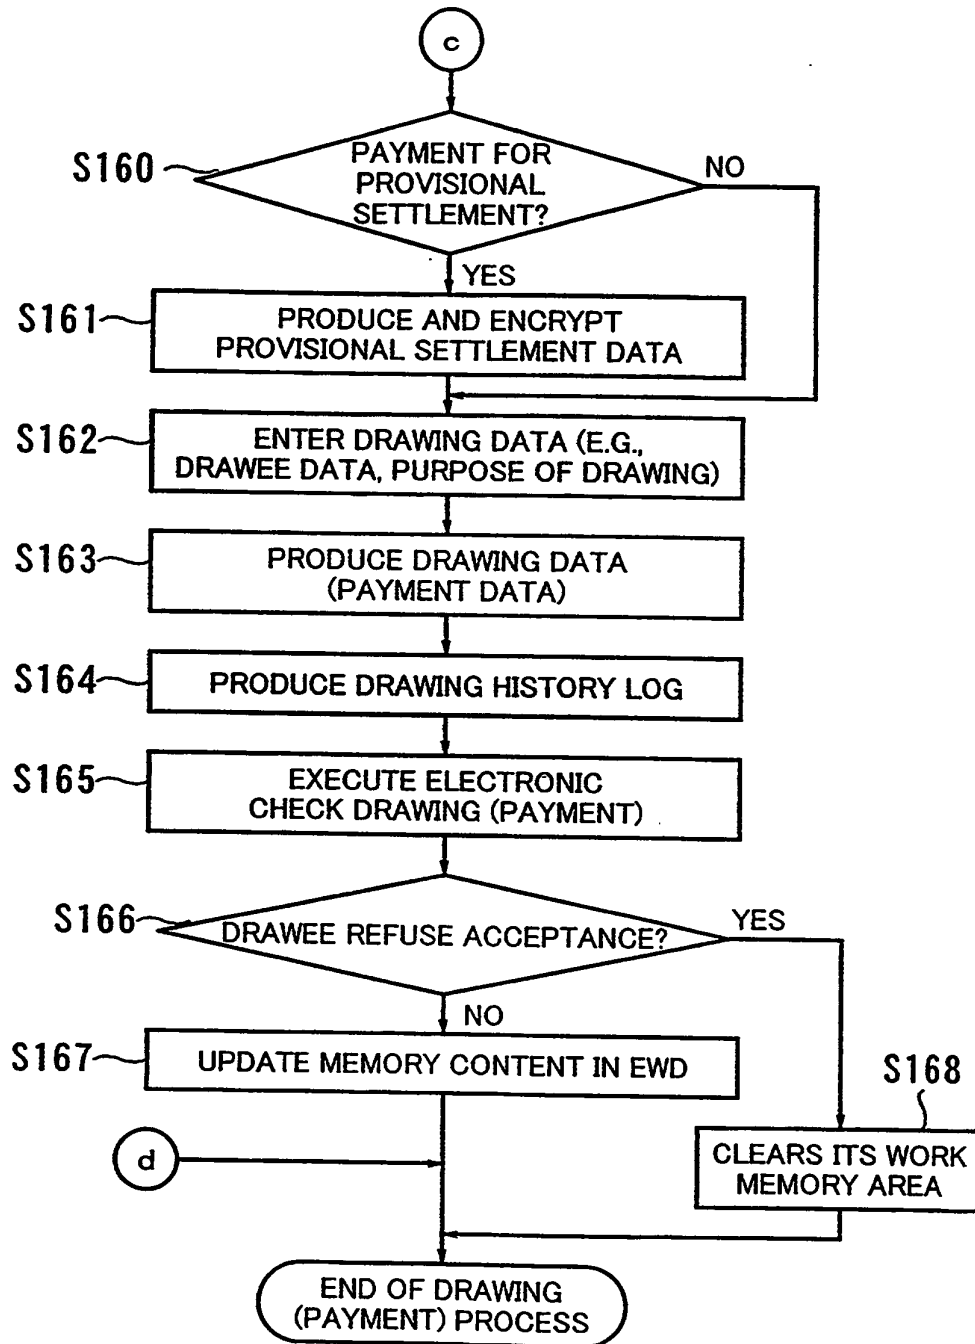 c
S160
PAYMENT FOR
PROVISIONAL
SETTLEMENT?
NO
YES
S161
PRODUCE AND ENCRYPT
PROVISIONAL SETTLEMENT DATA
S162
ENTER DRAWING DATA (E.G.,
DRAWEE DATA, PURPOSE OF DRAWING)
S163
PRODUCE DRAWING DATA
(PAYMENT DATA)
S164
PRODUCE DRAWING HISTORY LOG
S165
EXECUTE ELECTRONIC
CHECK DRAWING (PAYMENT)
S166
DRAWEE REFUSE ACCEPTANCE?
YES
NO
S167
UPDATE MEMORY CONTENT IN EWD
S168
CLEARS ITS WORK
MEMORY AREA
d
END OF DRAWING
(PAYMENT) PROCESS